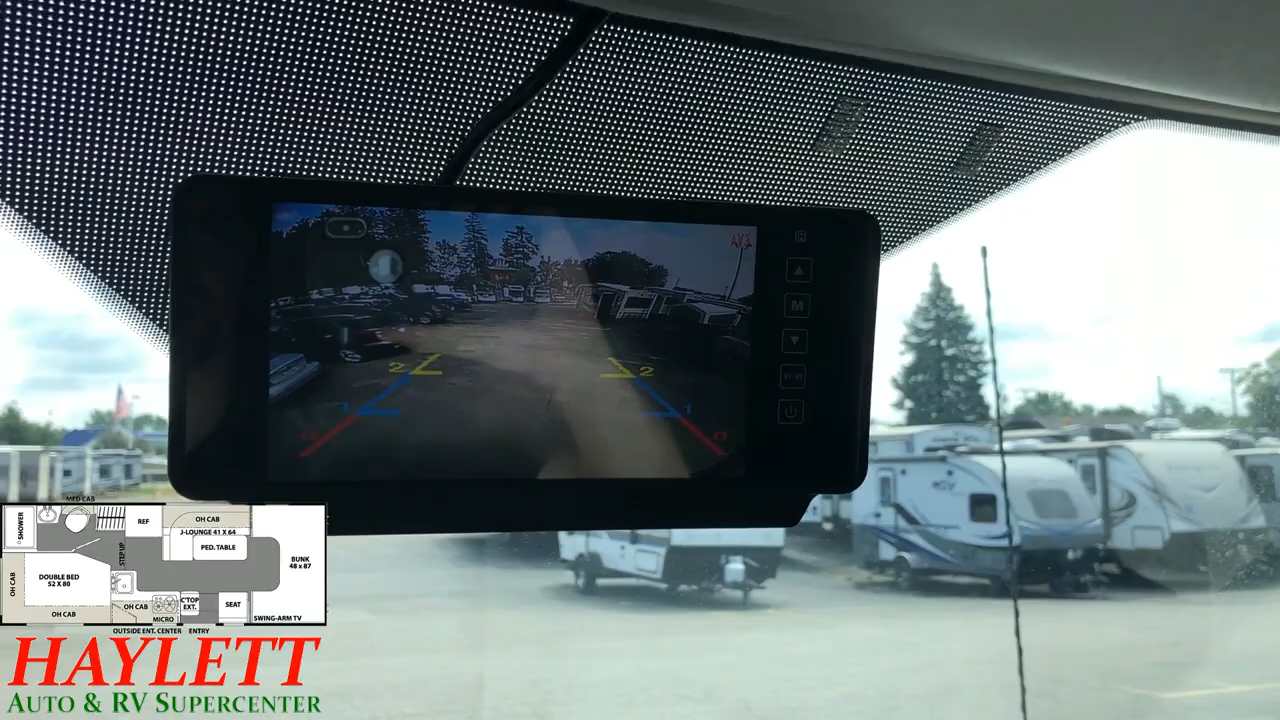 AV2
M
2
2
1
1
0
0
MED CAB
SHOWER
REF
OH CAB
J-LOUNGE 41 X 64
PED. TABLE
STEP UP
BUNK
48 x 87
OH CAB
DOUBLE BED
52 X 80
OH CAB
OH CAB
MICRO
C'TOP
EXT.
SEAT
SWING-ARM TV
OUTSIDE ENT. CENTER
ENTRY
HAYLETT
AUTO & RV SUPERCENTER